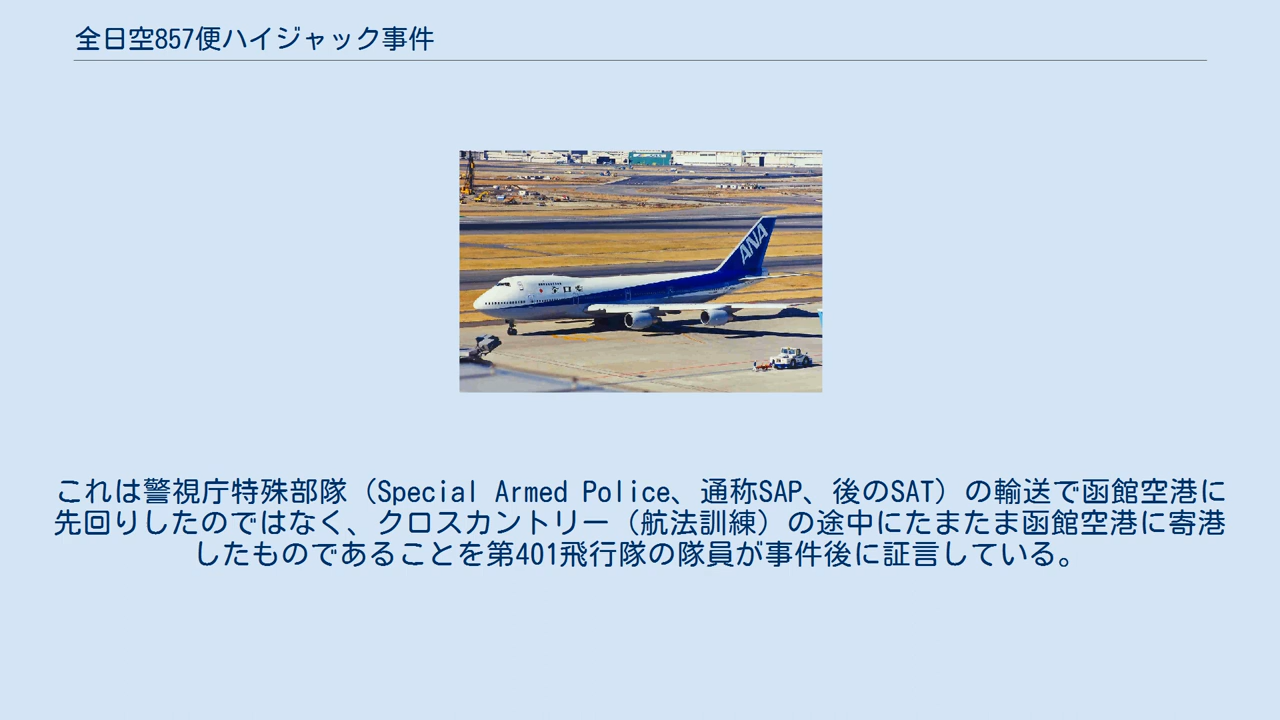 全日空857便ハイジャック事件
ANA
全日空
これは警視庁特殊部隊（Special Armed Police、通称SAP、後のSAT）の輸送で函館空港に
先回りしたのではなく、クロスカントリー（航法訓練）の途中にたまたま函館空港に寄港
したものであることを第401飛行隊の隊員が事件後に証言している。